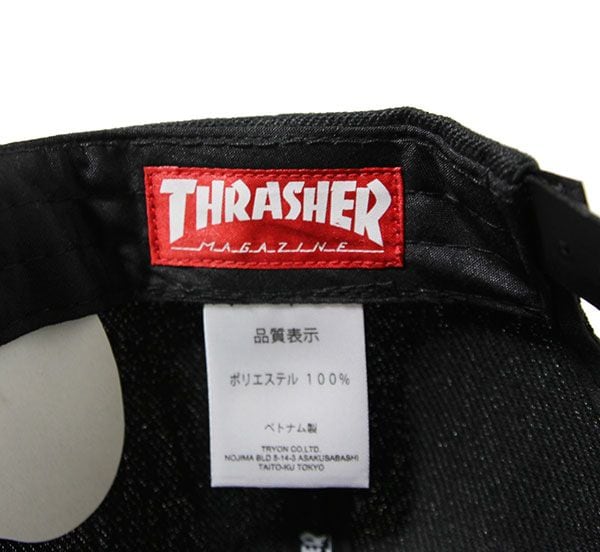 THRASHER
MAGAZINE
品質表示
ポリエステル 100%
ベトナム製
TRYON CO.LTD.
NOJIMA BLD 5-14-3 ASAKUSABASHI
TAITO-KU TOKYO